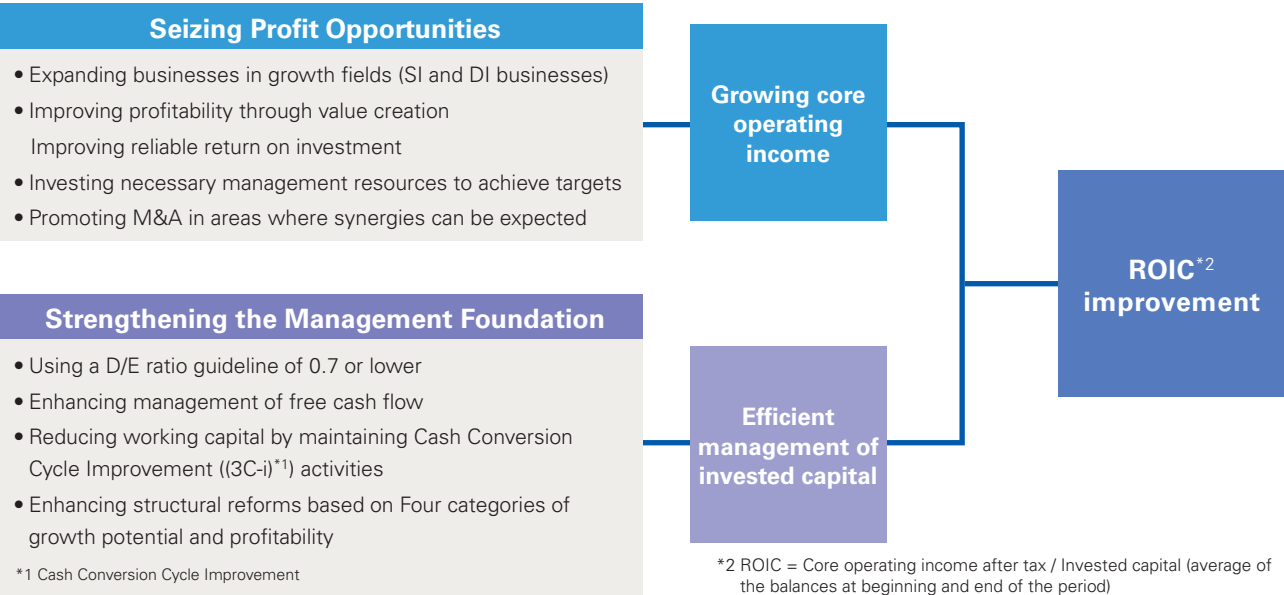 Seizing Profit Opportunities
• Expanding businesses in growth fields (SI and DI businesses)
• Improving profitability through value creation
Improving reliable return on investment
• Investing necessary management resources to achieve targets
• Promoting M&A in areas where synergies can be expected
Growing core
operating
income
Strengthening the Management Foundation
• Using a D/E ratio guideline of 0.7 or lower
• Enhancing management of free cash flow
• Reducing working capital by maintaining Cash Conversion
Cycle Improvement ((3C-i)*1) activities
• Enhancing structural reforms based on Four categories of
growth potential and profitability
*1 Cash Conversion Cycle Improvement
Efficient
management of
invested capital
ROIC*2
improvement
*2 ROIC = Core operating income after tax / Invested capital (average of
the balances at beginning and end of the period)